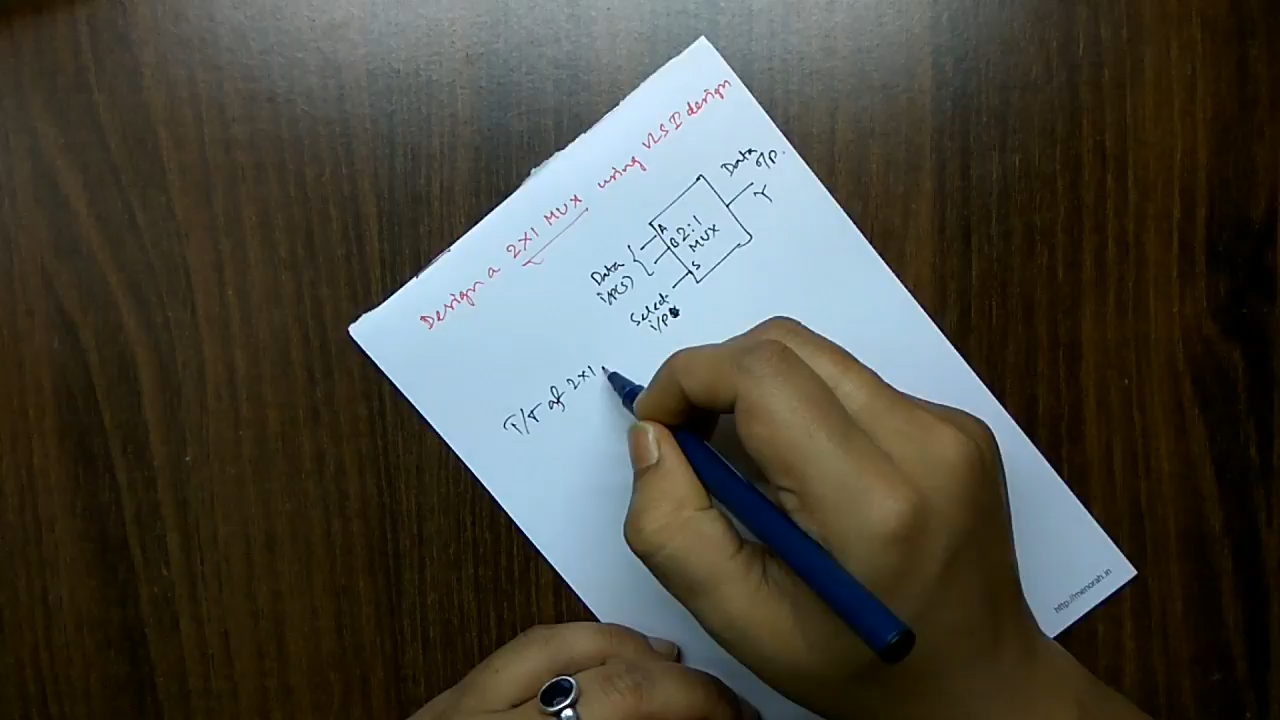 Design a 2x1 MUX using VLSI design
Data
o/p.
Y
A
B 2:1
MUX
S
Data
i/p(s)
Select
i/p
T/T of 2x1
http://menorah.in